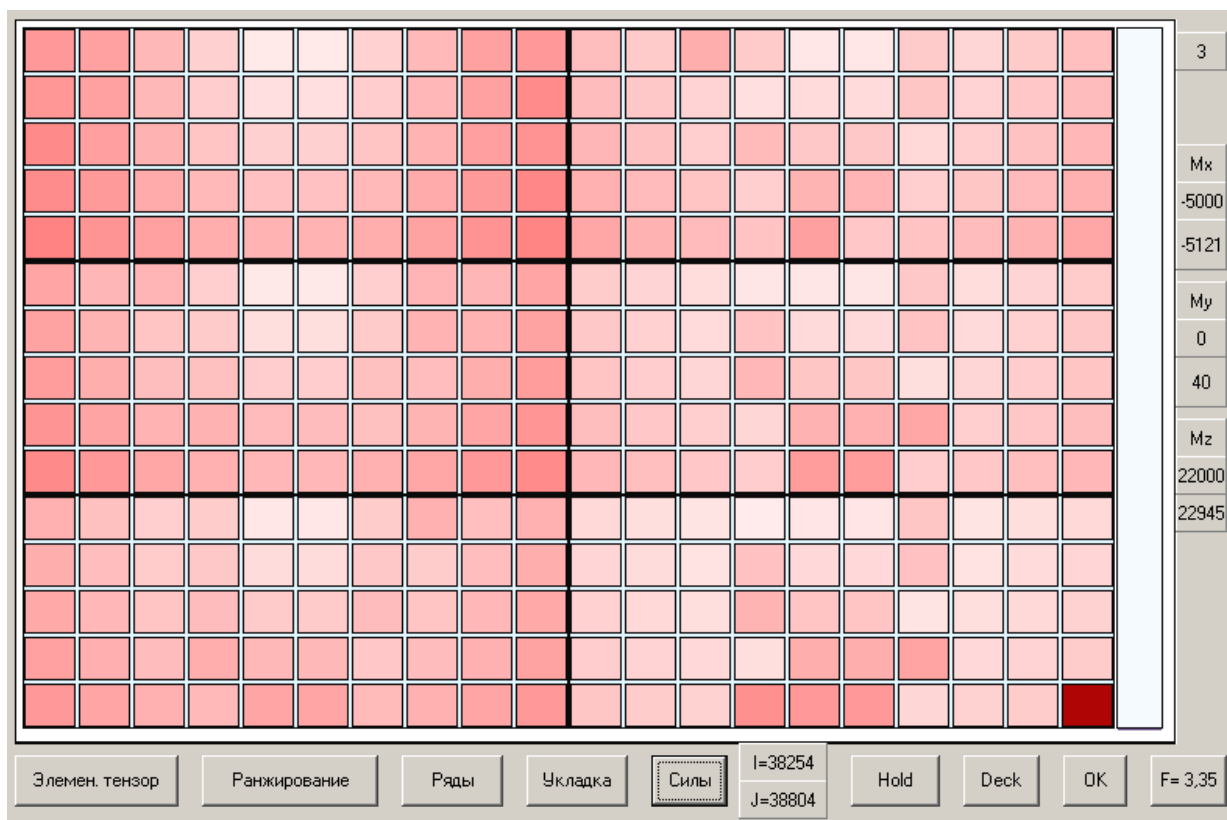 3
Mx
-5000
-5121
My
0
40
Mz
22000
22945
Элемен. тензор
Ранжирование
Ряды
Укладка
Силы
I=38254
J=38804
Hold
Deck
OK
F= 3,35